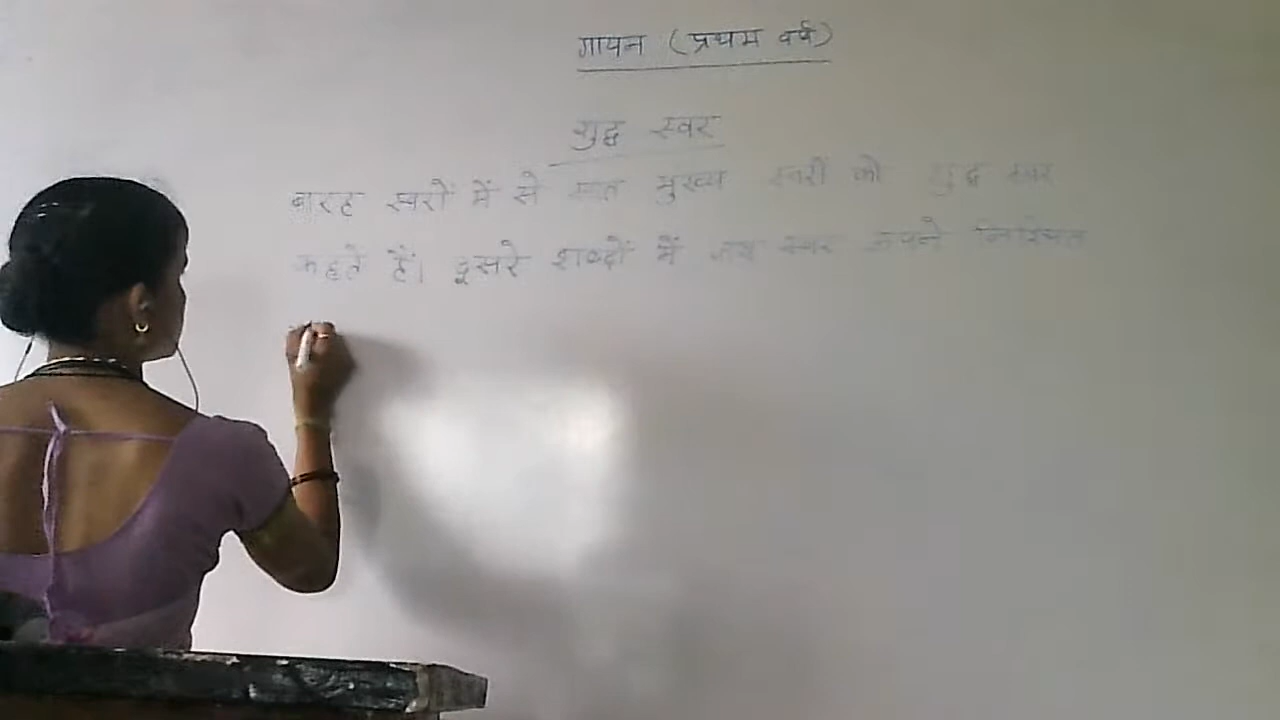 गायन (प्रथम वर्ष)
शुद्ध स्वर
बारह स्वरों में से सात मुख्य स्वरों को शुद्ध स्वर
कहते हैं। दूसरे शब्दों में जब स्वर अपने निश्चित